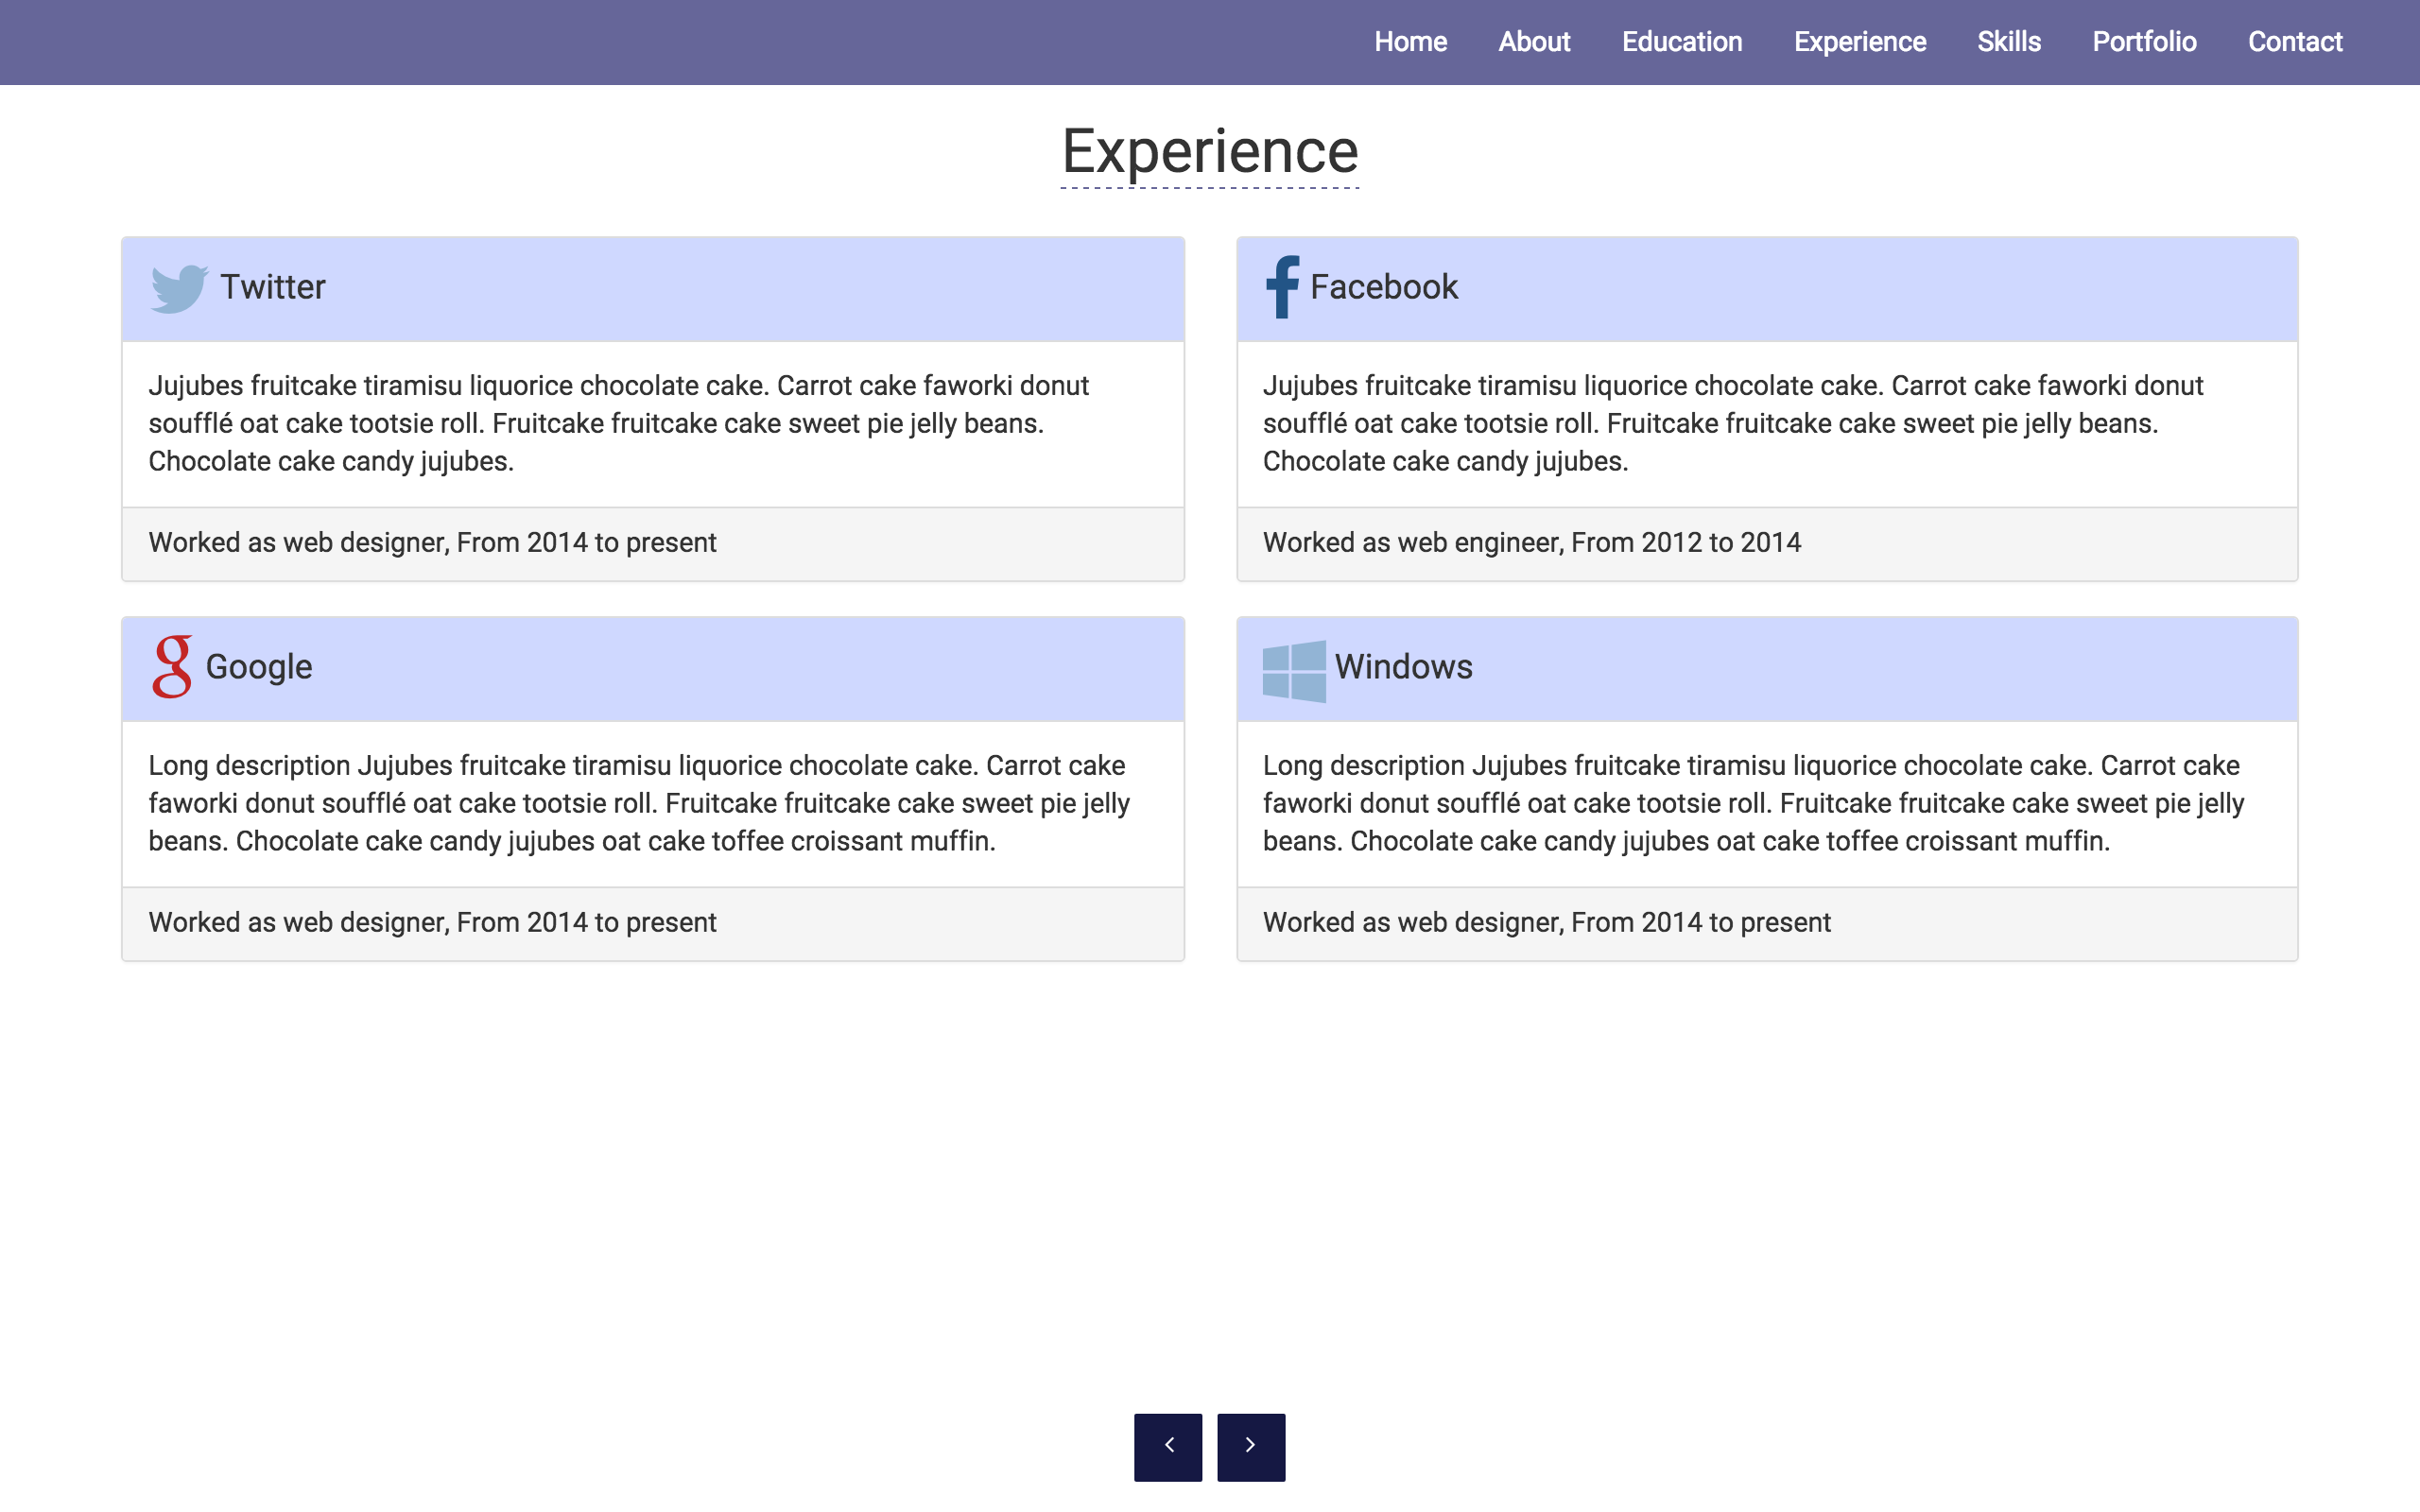 Home About Education Experience Skills Portfolio Contact
Experience
Twitter
Jujubes fruitcake tiramisu liquorice chocolate cake. Carrot cake faworki donut
soufflé oat cake tootsie roll. Fruitcake fruitcake cake sweet pie jelly beans.
Chocolate cake candy jujubes.
Worked as web designer, From 2014 to present
Facebook
Jujubes fruitcake tiramisu liquorice chocolate cake. Carrot cake faworki donut
soufflé oat cake tootsie roll. Fruitcake fruitcake cake sweet pie jelly beans.
Chocolate cake candy jujubes.
Worked as web engineer, From 2012 to 2014
Google
Long description Jujubes fruitcake tiramisu liquorice chocolate cake. Carrot cake
faworki donut soufflé oat cake tootsie roll. Fruitcake fruitcake cake sweet pie jelly
beans. Chocolate cake candy jujubes oat cake toffee croissant muffin.
Worked as web designer, From 2014 to present
Windows
Long description Jujubes fruitcake tiramisu liquorice chocolate cake. Carrot cake
faworki donut soufflé oat cake tootsie roll. Fruitcake fruitcake cake sweet pie jelly
beans. Chocolate cake candy jujubes oat cake toffee croissant muffin.
Worked as web designer, From 2014 to present